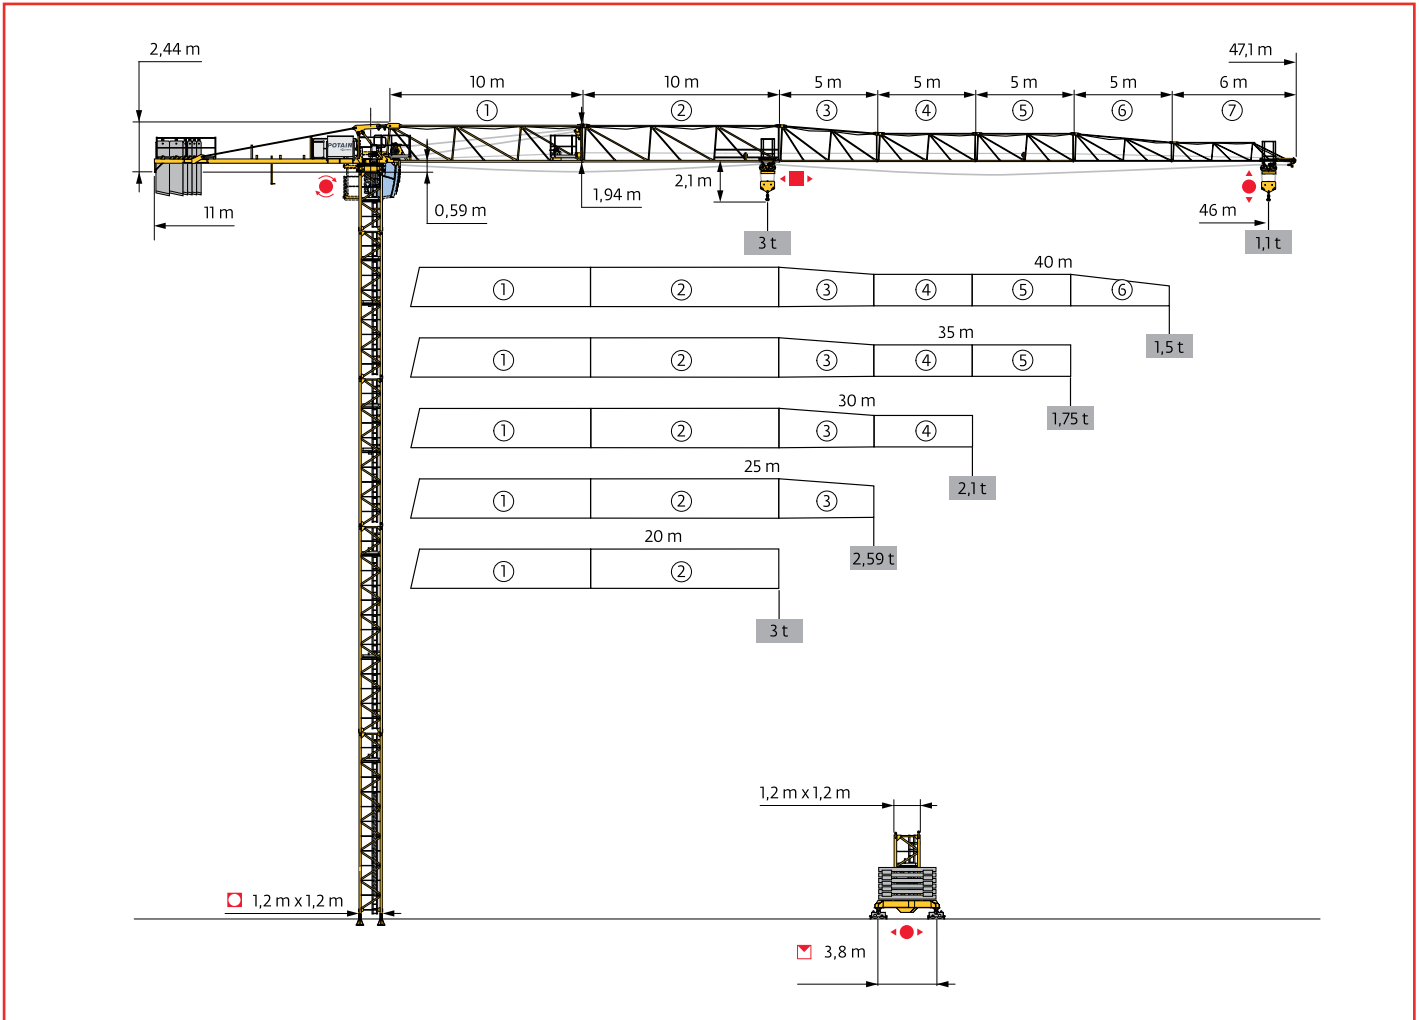 2,44 m
47,1 m
10 m
10 m
5 m
5 m
5 m
5 m
6 m
① ② ③ ④ ⑤ ⑥ ⑦
POTAIN
2,1 m
1,94 m
0,59 m
11 m
46 m
3 t
1,1 t
40 m
① ② ③ ④ ⑤ ⑥
1,5 t
35 m
① ② ③ ④ ⑤
1,75 t
30 m
① ② ③ ④
2,1 t
25 m
① ② ③
2,59 t
20 m
① ②
3 t
1,2 m x 1,2 m
1,2 m x 1,2 m
3,8 m